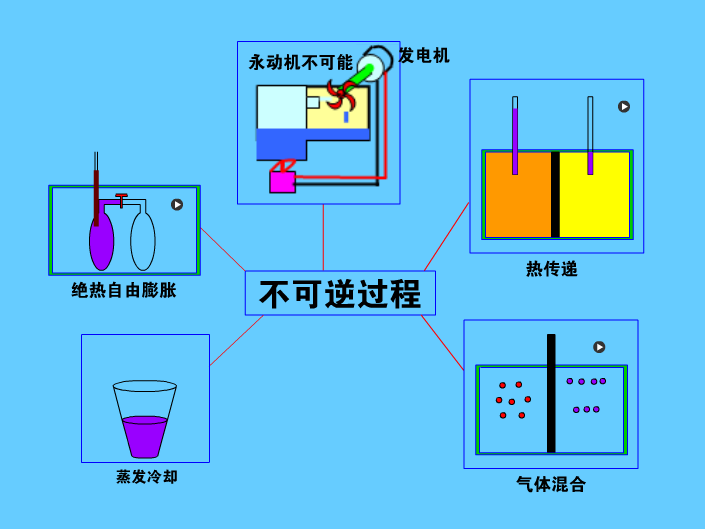 永动机不可能
发电机
热传递
绝热自由膨胀
不可逆过程
蒸发冷却
气体混合